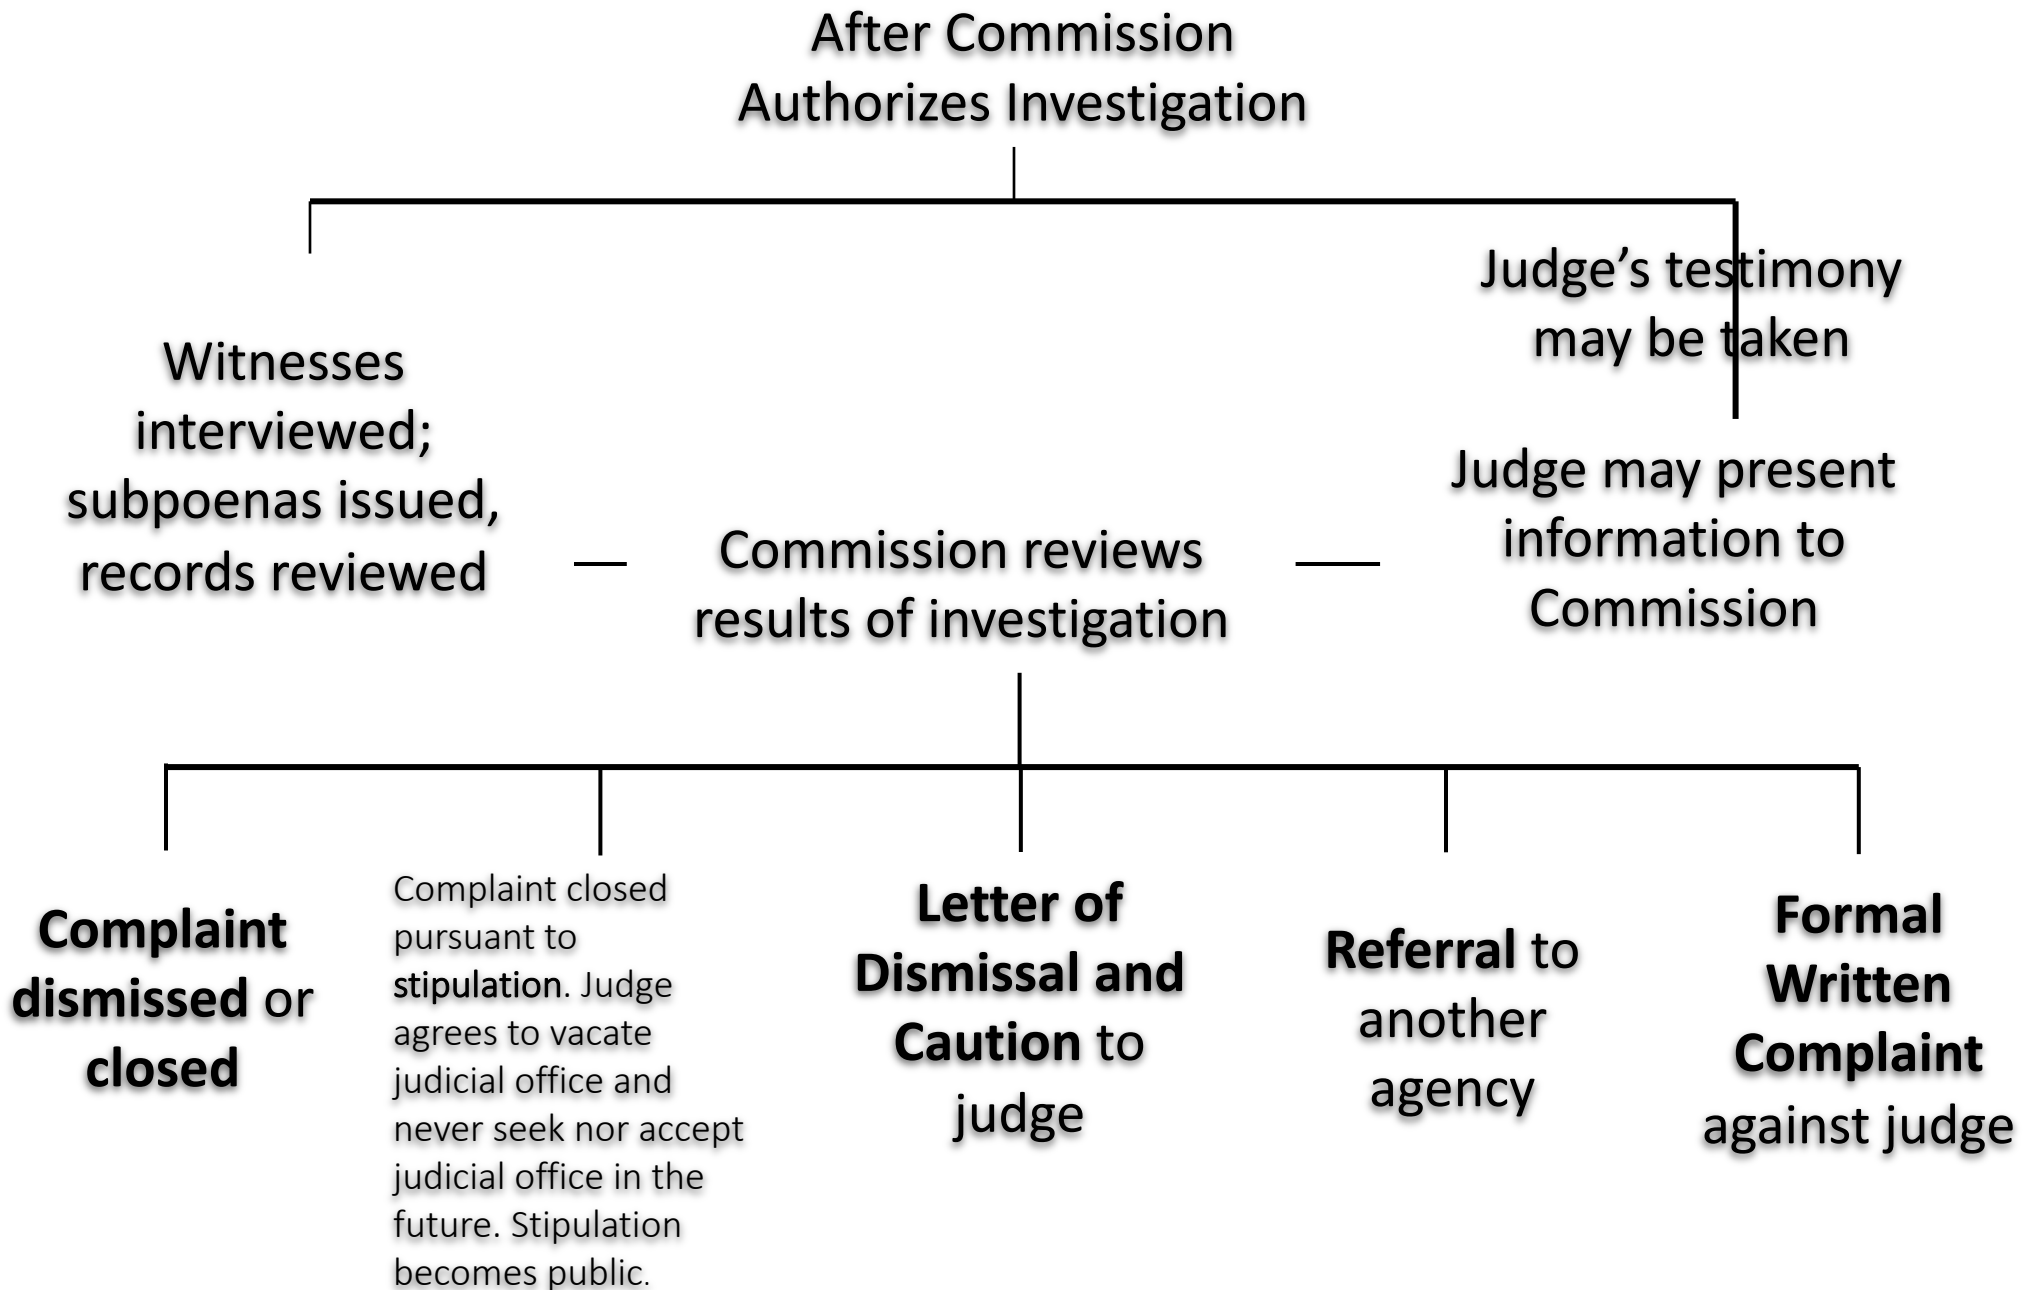 After Commission
Authorizes Investigation
Witnesses
interviewed;
subpoenas issued,
records reviewed
Judge’s testimony
may be taken
Judge may present
information to
Commission
Commission reviews
results of investigation
Complaint
dismissed or
closed
Complaint closed
pursuant to
stipulation. Judge
agrees to vacate
judicial office and
never seek nor accept
judicial office in the
future. Stipulation
becomes public.
Letter of
Dismissal and
Caution to
judge
Referral to
another
agency
Formal
Written
Complaint
against judge